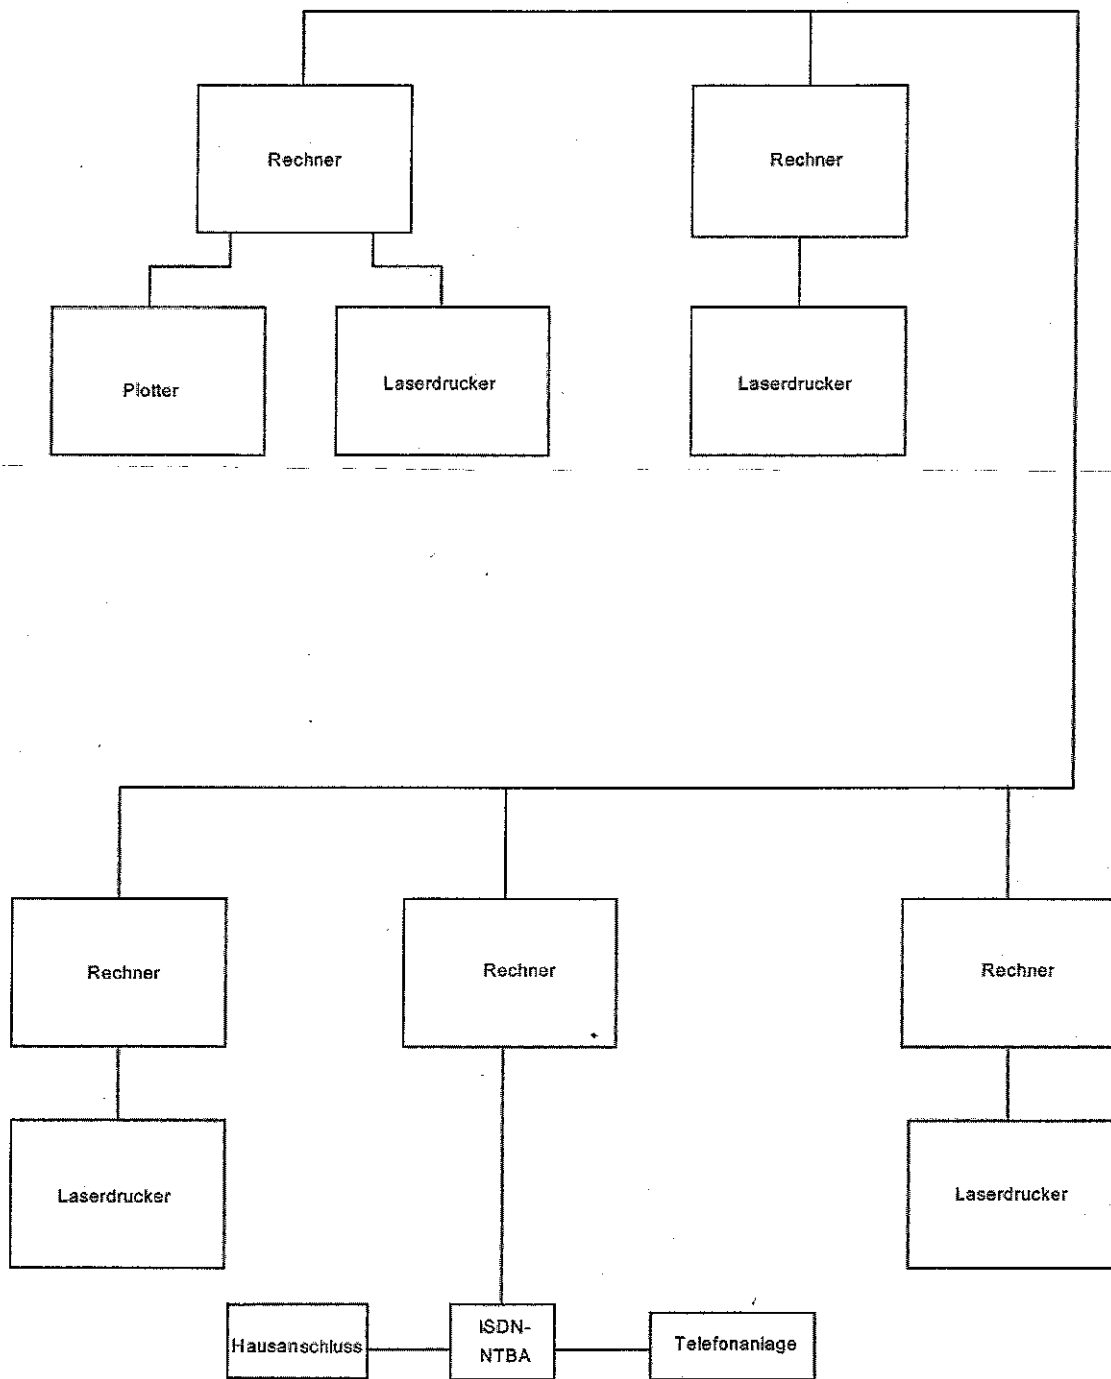 Rechner
Rechner
Plotter
Laserdrucker
Laserdrucker
Rechner
Rechner
Rechner
Laserdrucker
Laserdrucker
Hausanschluss
ISDN-
NTBA
Telefonanlage